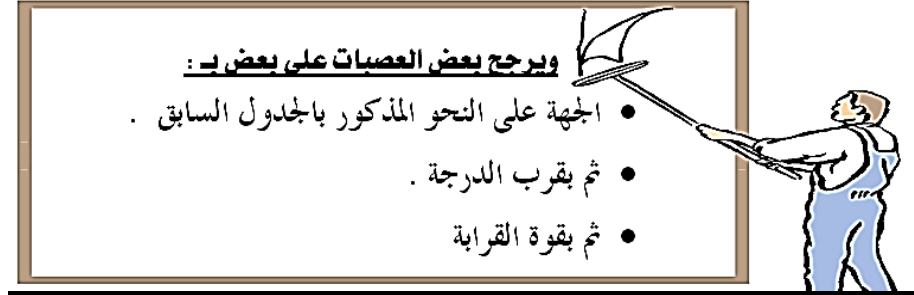 ويرجح بعض العصبات على بعض بـ :
• الجهة على النحو المذكور بالجدول السابق .
• ثم بقرب الدرجة .
• ثم بقوة القرابة